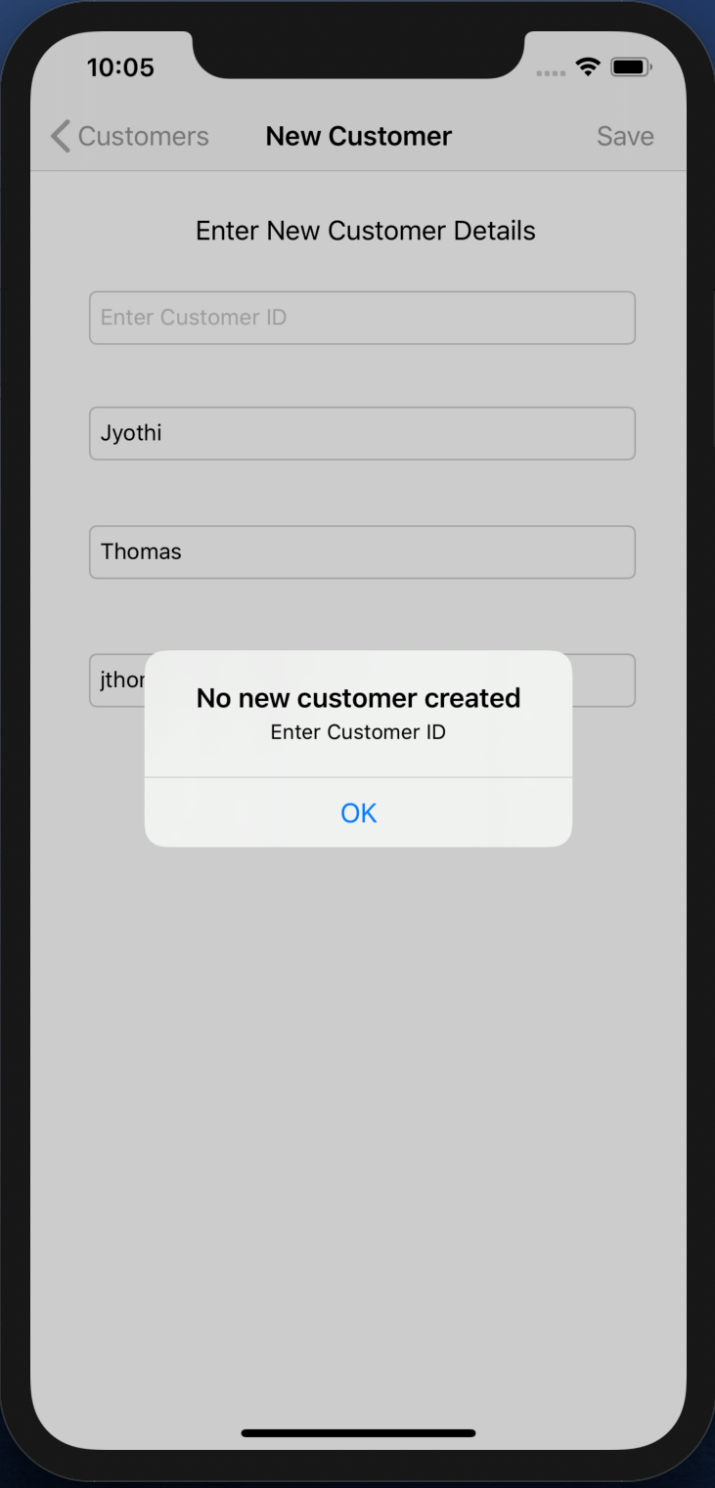 10:05
Customers New Customer Save
Enter New Customer Details
Enter Customer ID
Jyothi
Thomas
No new customer created
Enter Customer ID
OK